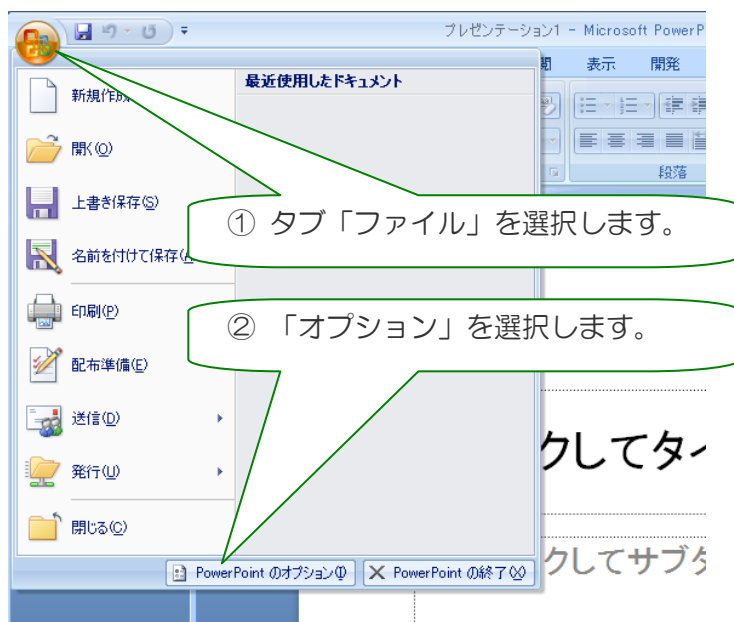 プレゼンテーション1 - Microsoft PowerP
表示 開発
最近使用したドキュメント
新規作成
開く(O)
上書き保存(S)
名前を付けて保存(A
段落
① タブ「ファイル」を選択します。
印刷(P)
② 「オプション」を選択します。
配布準備(E)
送信(D)
発行(U)
クしてタイ
閉じる(C)
クしてサブタ
PowerPoint のオプション(I) PowerPoint の終了(X)